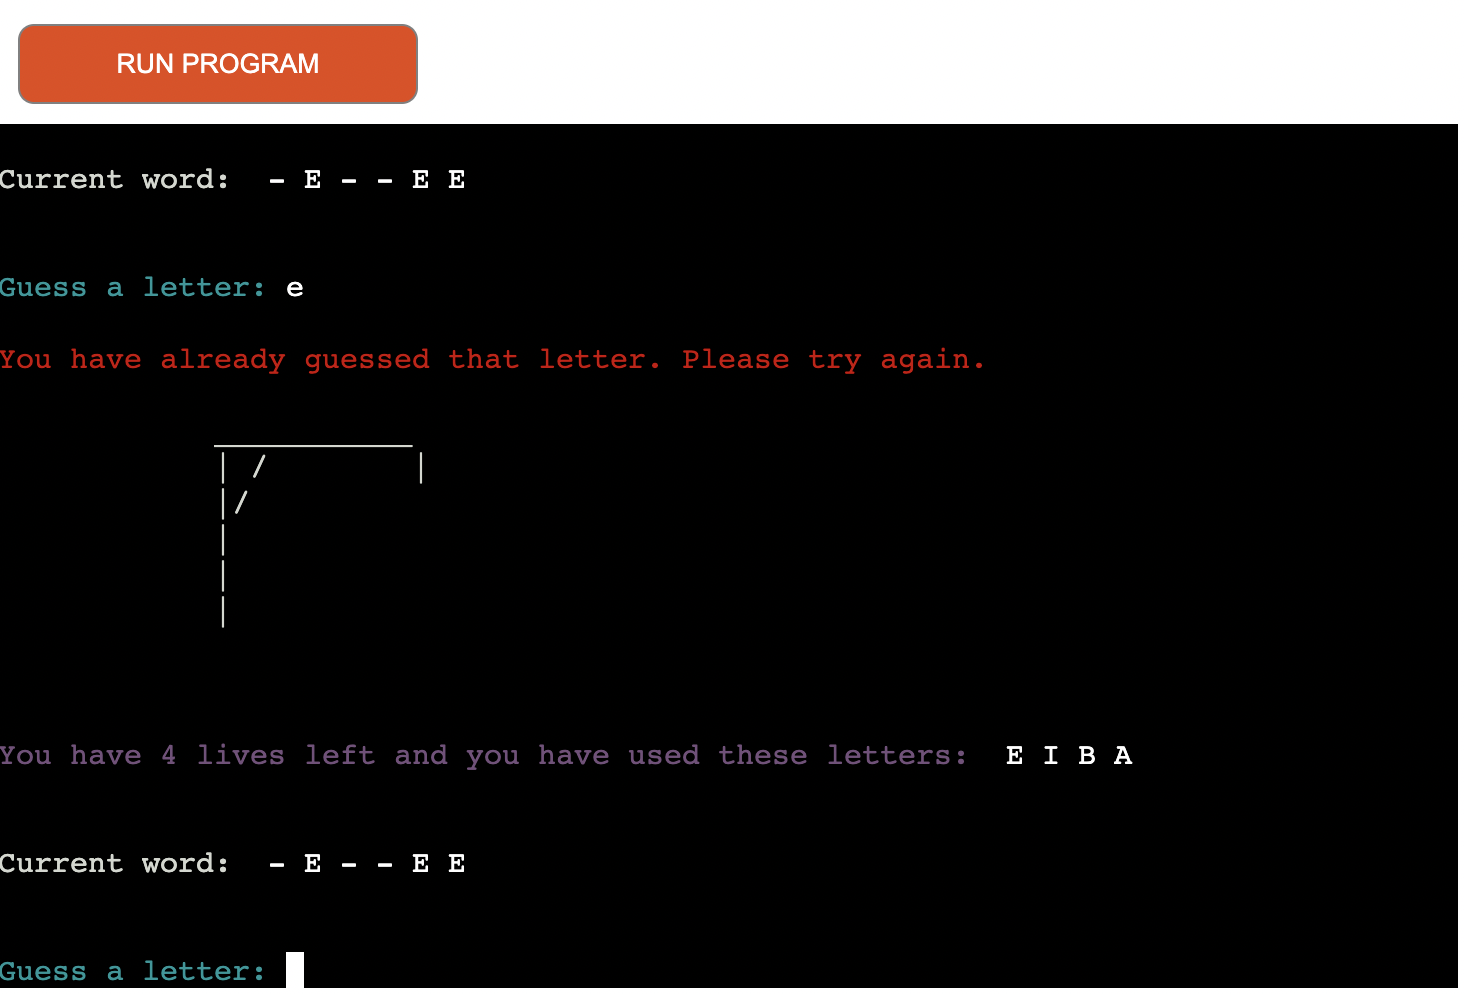 RUN PROGRAM
Current word:  - E - - E E
Guess a letter: e
You have already guessed that letter. Please try again.
You have 4 lives left and you have used these letters:  E I B A
Current word:  - E - - E E
Guess a letter: